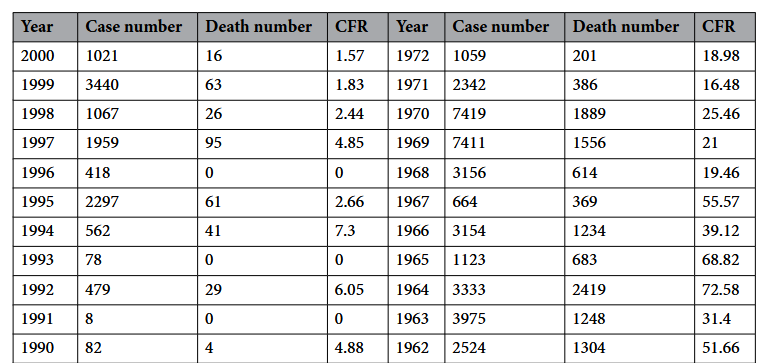 Year Case number Death number CFR Year Case number Death number CFR
2000 1021 16 1.57 1972 1059 201 18.98
1999 3440 63 1.83 1971 2342 386 16.48
1998 1067 26 2.44 1970 7419 1889 25.46
1997 1959 95 4.85 1969 7411 1556 21
1996 418 0 0 1968 3156 614 19.46
1995 2297 61 2.66 1967 664 369 55.57
1994 562 41 7.3 1966 3154 1234 39.12
1993 78 0 0 1965 1123 683 68.82
1992 479 29 6.05 1964 3333 2419 72.58
1991 8 0 0 1963 3975 1248 31.4
1990 82 4 4.88 1962 2524 1304 51.66